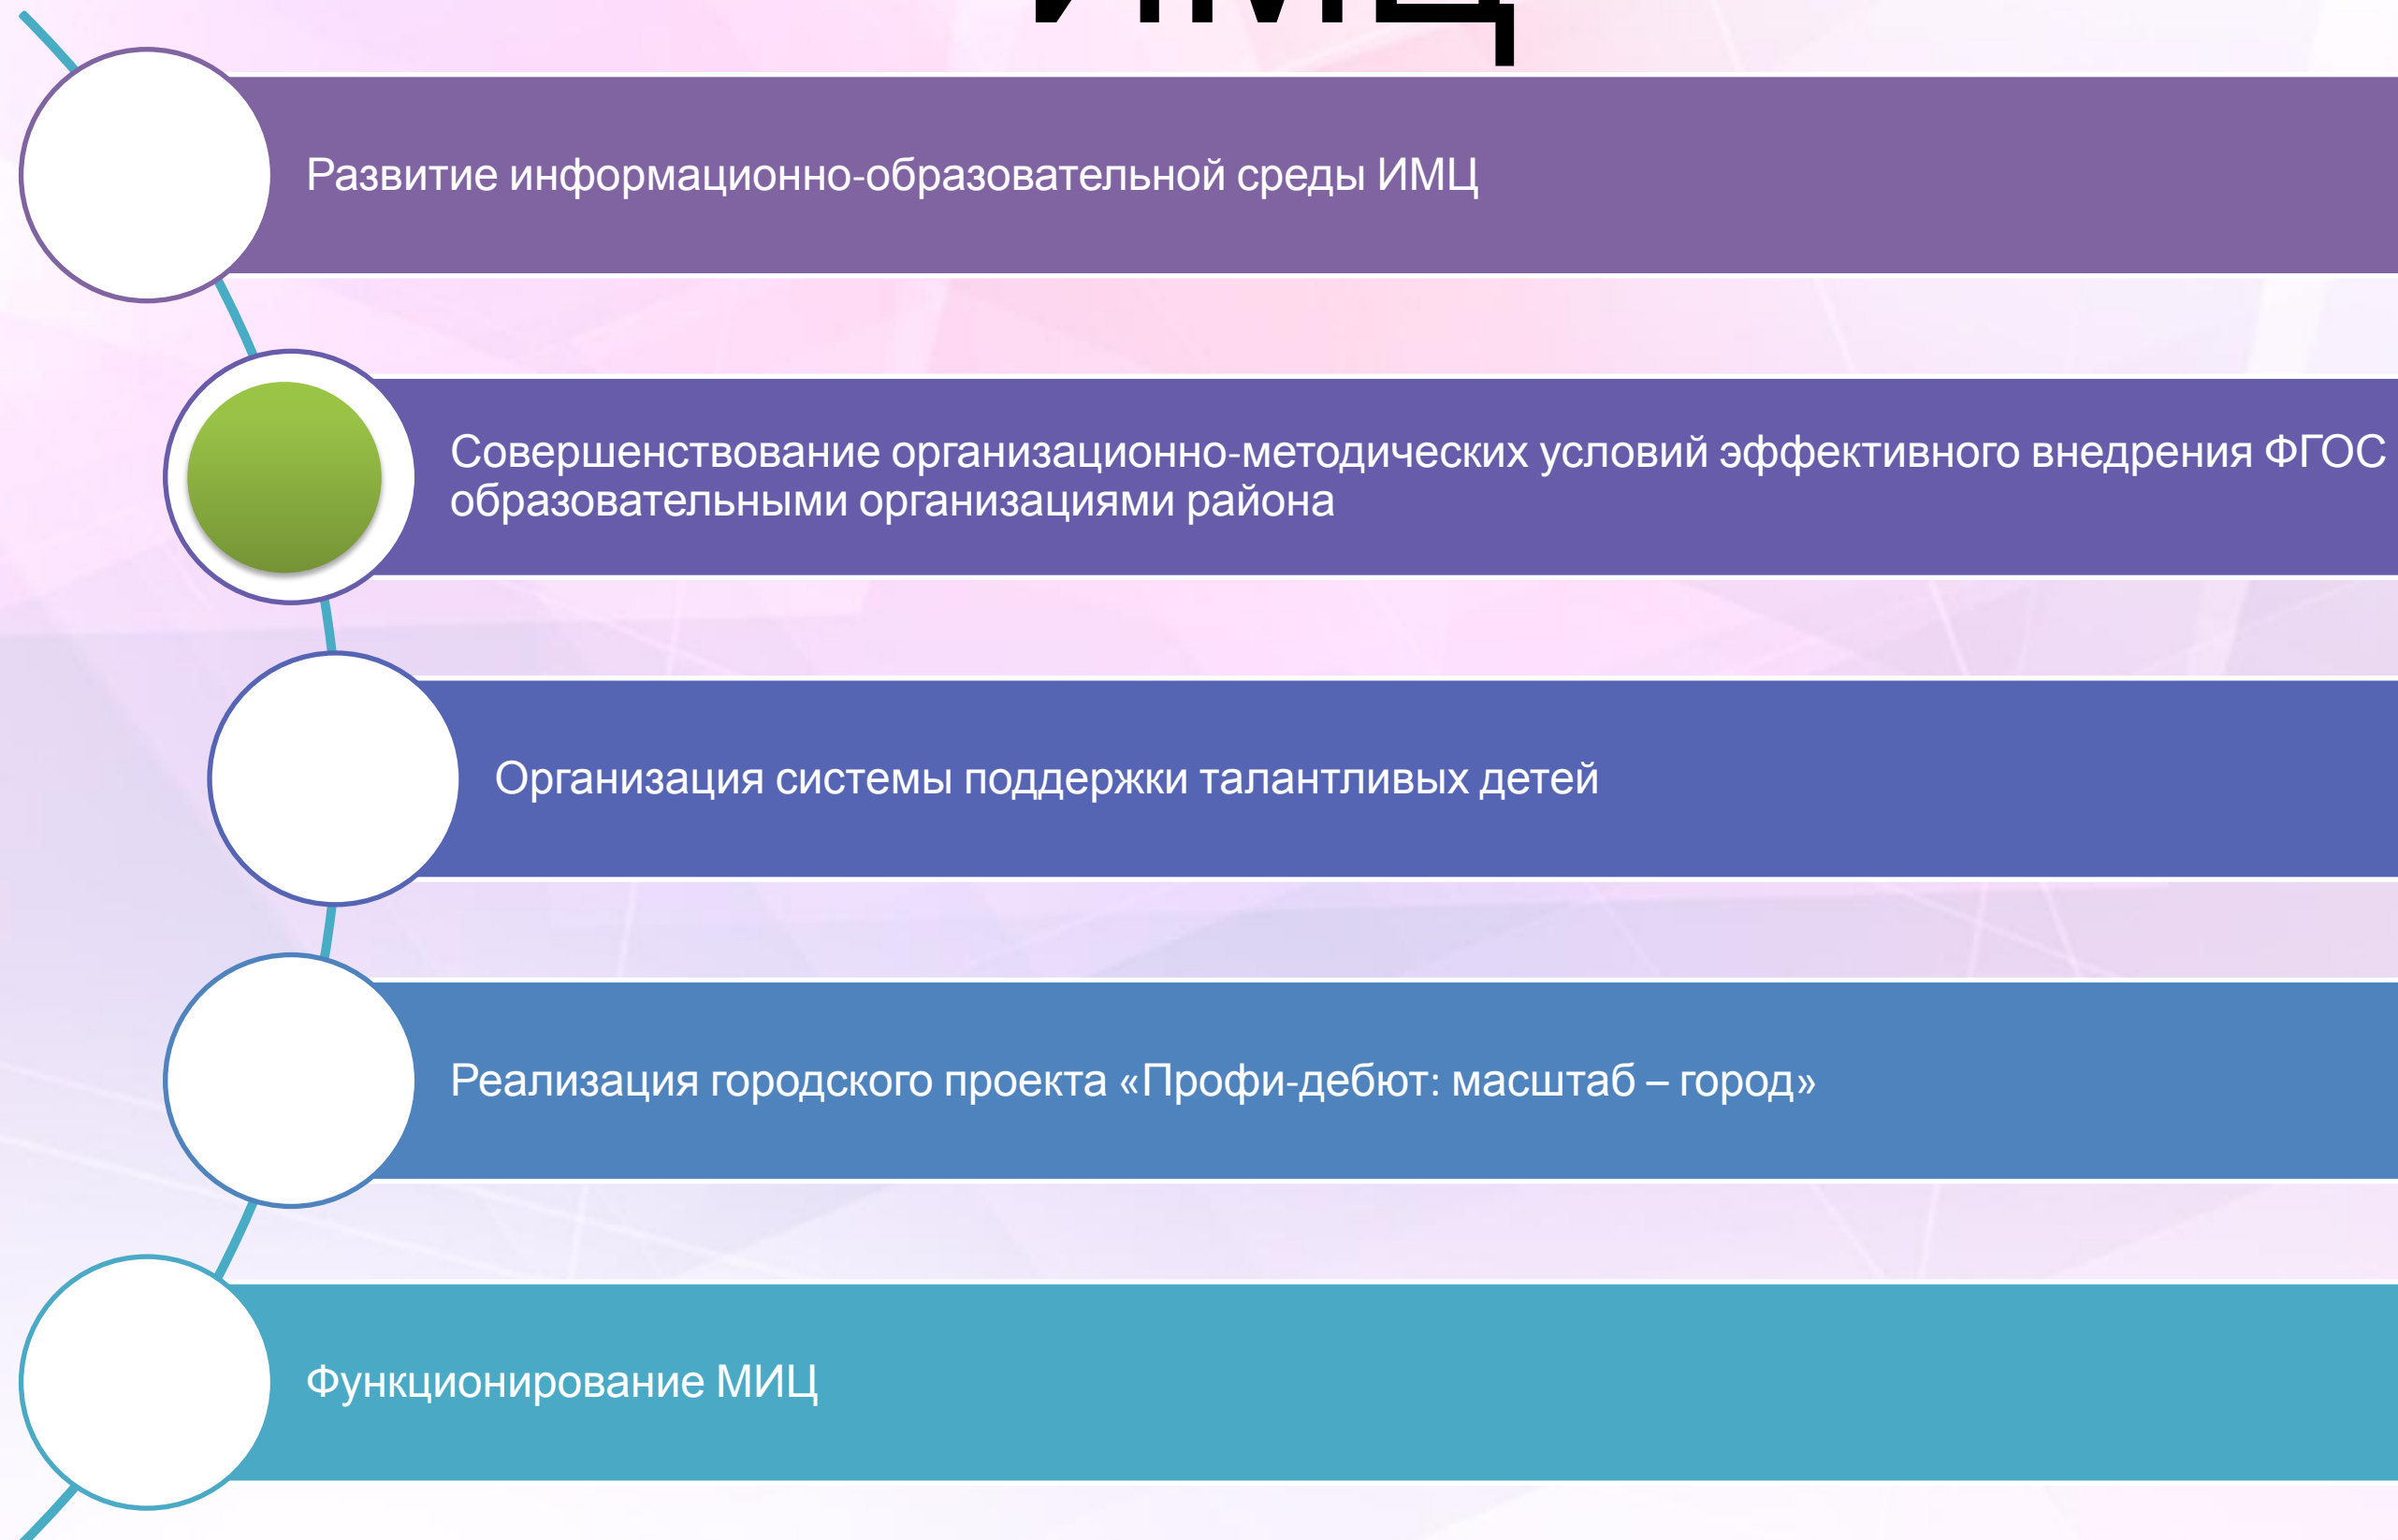 ИМЦ
Развитие информационно-образовательной среды ИМЦ
Совершенствование организационно-методических условий эффективного внедрения ФГОС
образовательными организациями района
Организация системы поддержки талантливых детей
Реализация городского проекта «Профи-дебют: масштаб – город»
Функционирование МИЦ